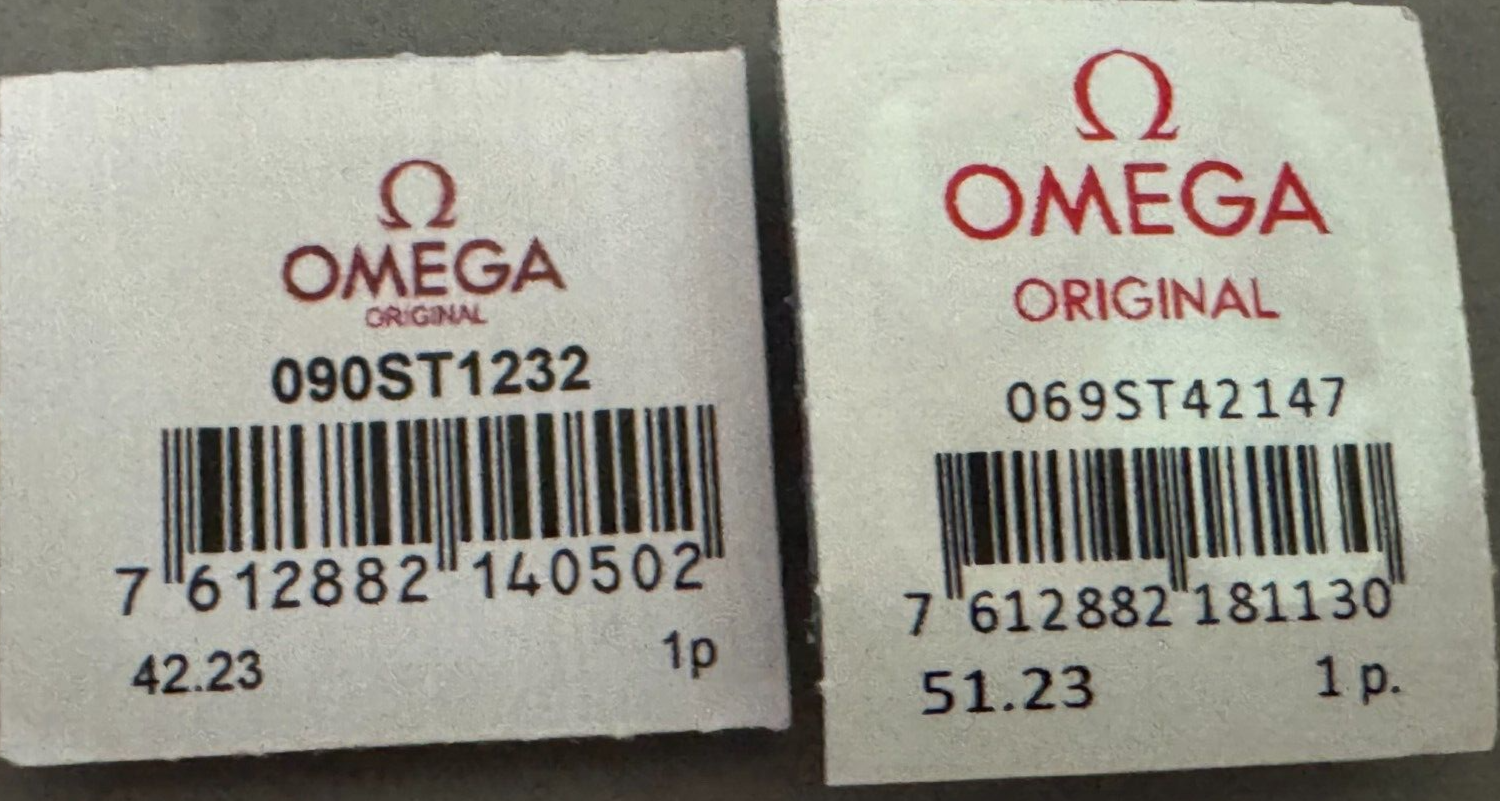 Ω
OMEGA
ORIGINAL
090ST1232
7 612882 140502
42.23 1p
Ω
OMEGA
ORIGINAL
069ST42147
7 612882 181130
51.23 1 p.